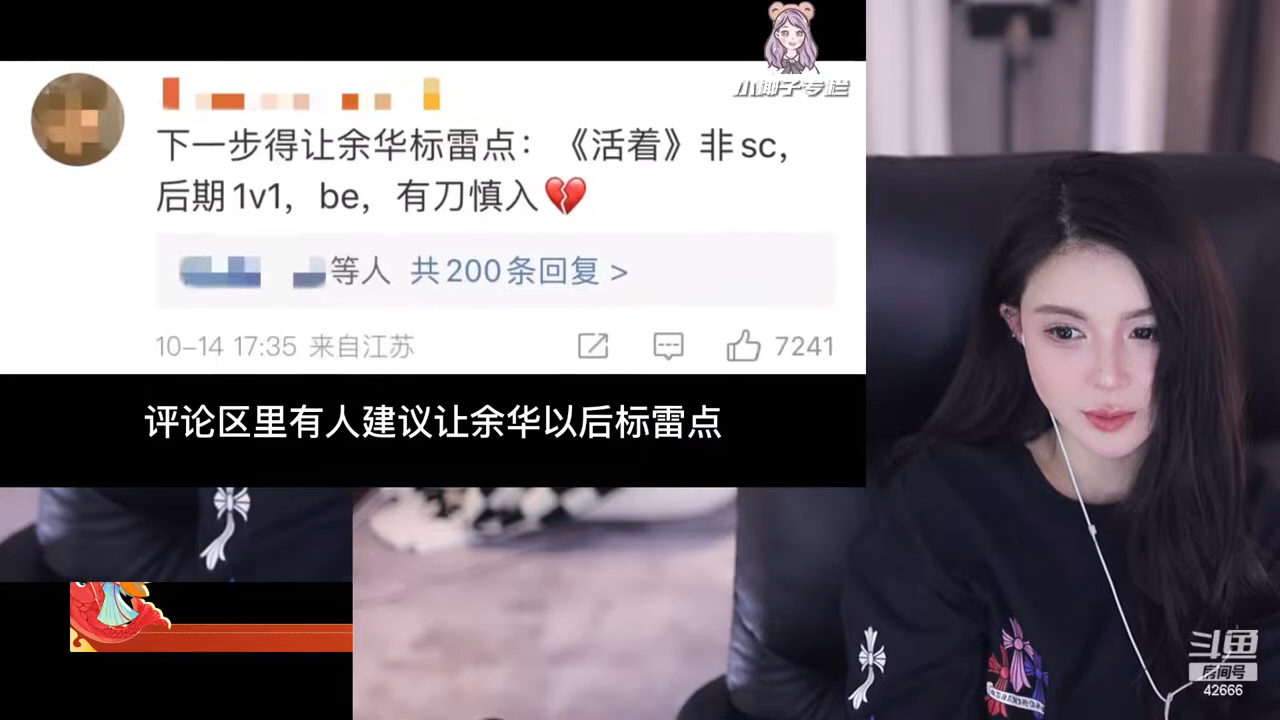 小椰子专栏
下一步得让余华标雷点：《活着》非sc，
后期1v1，be，有刀慎入💔
等人 共200条回复 >
10-14 17:35 来自江苏
7241
评论区里有人建议让余华以后标雷点
斗鱼
房间号
42666